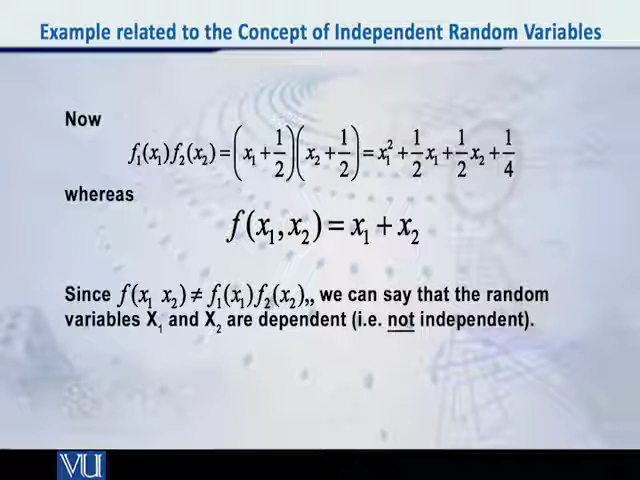 Example related to the Concept of Independent Random Variables
Now
f₁(x₁)f₂(x₂) = (x₁ + 1/2)(x₂ + 1/2) = x₁² + 1/2 x₁ + 1/2 x₂ + 1/4
whereas
f(x₁, x₂) = x₁ + x₂
Since f(x₁ x₂) ≠ f₁(x₁)f₂(x₂),, we can say that the random
variables X₁ and X₂ are dependent (i.e. not independent).
VU